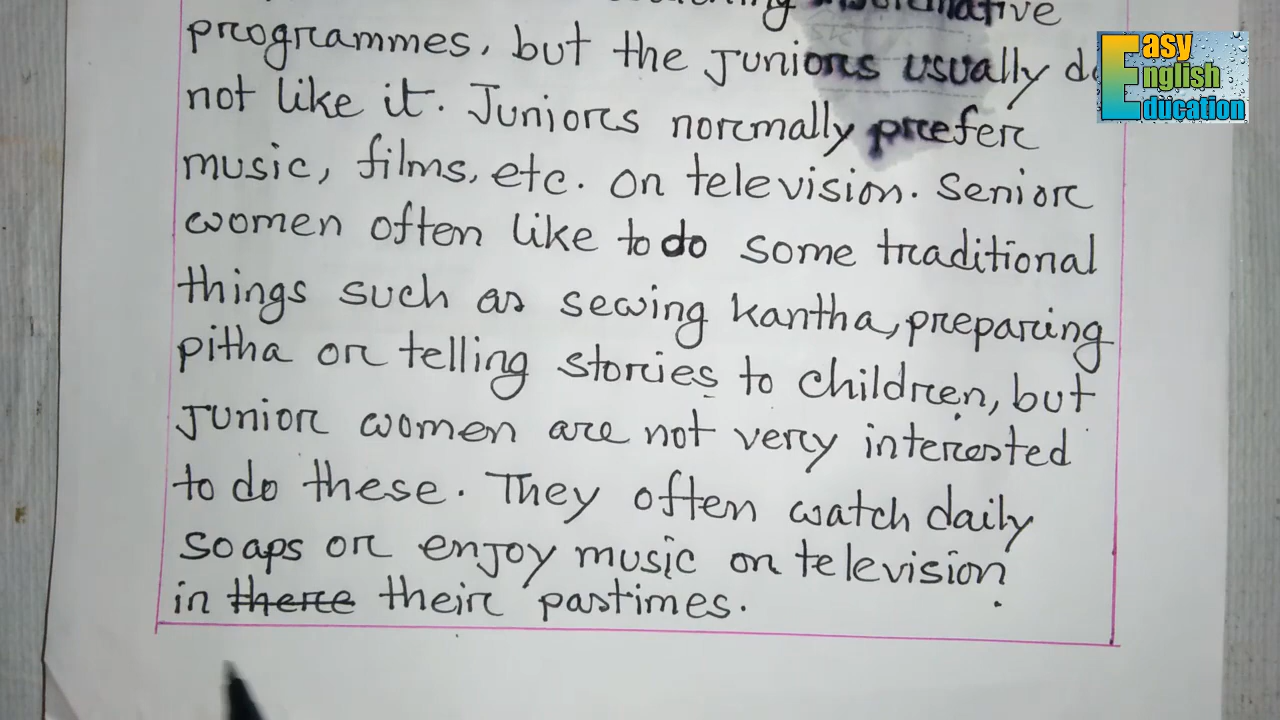 programmes, but the juniors usually do
not like it. Juniors normally prefer
music, films, etc. on television. Senior
women often like to do some traditional
things such as sewing kantha, preparing
pitha or telling stories to children, but
junior women are not very interested
to do these. They often watch daily
soaps or enjoy music on television
in there their pastimes.
Easy
English
Education